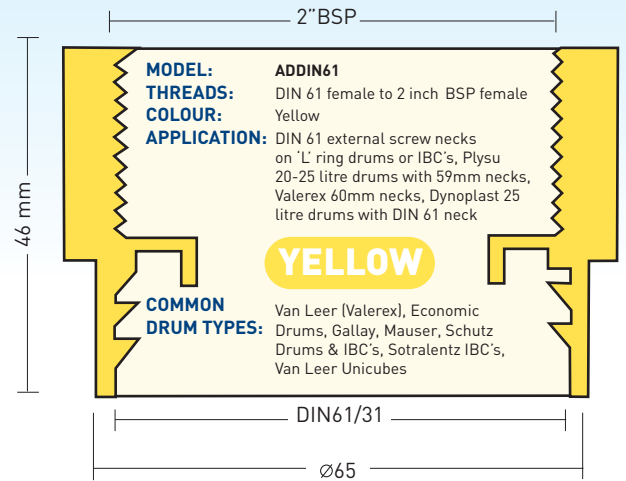 2”BSP
46 mm
MODEL: ADDIN61
THREADS: DIN 61 female to 2 inch BSP female
COLOUR: Yellow
APPLICATION: DIN 61 external screw necks
on ‘L’ ring drums or IBC’s, Plysu
20-25 litre drums with 59mm necks,
Valerex 60mm necks, Dynoplast 25
litre drums with DIN 61 neck
YELLOW
COMMON
DRUM TYPES:
Van Leer (Valerex), Economic
Drums, Gallay, Mauser, Schutz
Drums & IBC’s, Sotralentz IBC’s,
Van Leer Unicubes
DIN61/31
Ø65